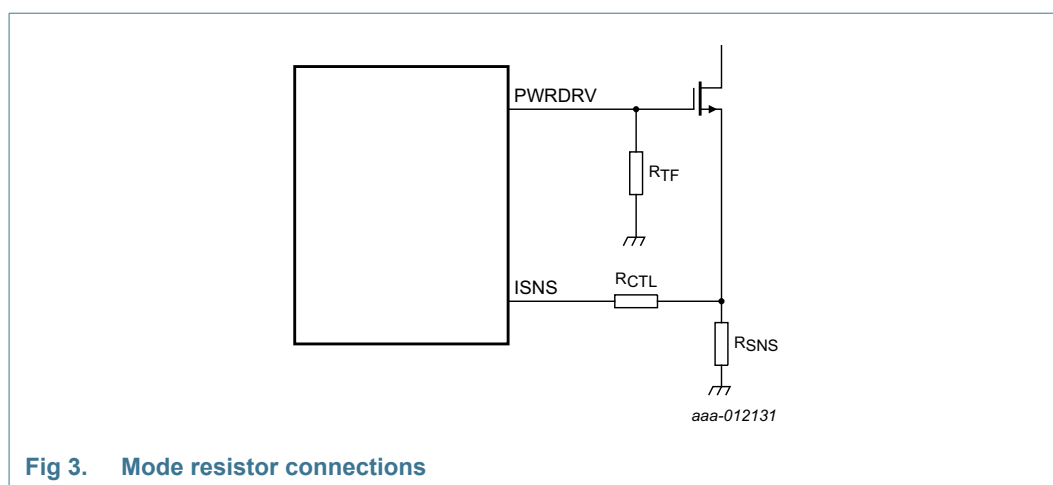 PWRDRV
RTF
ISNS
RCTL
RSNS
aaa-012131
Fig 3. Mode resistor connections